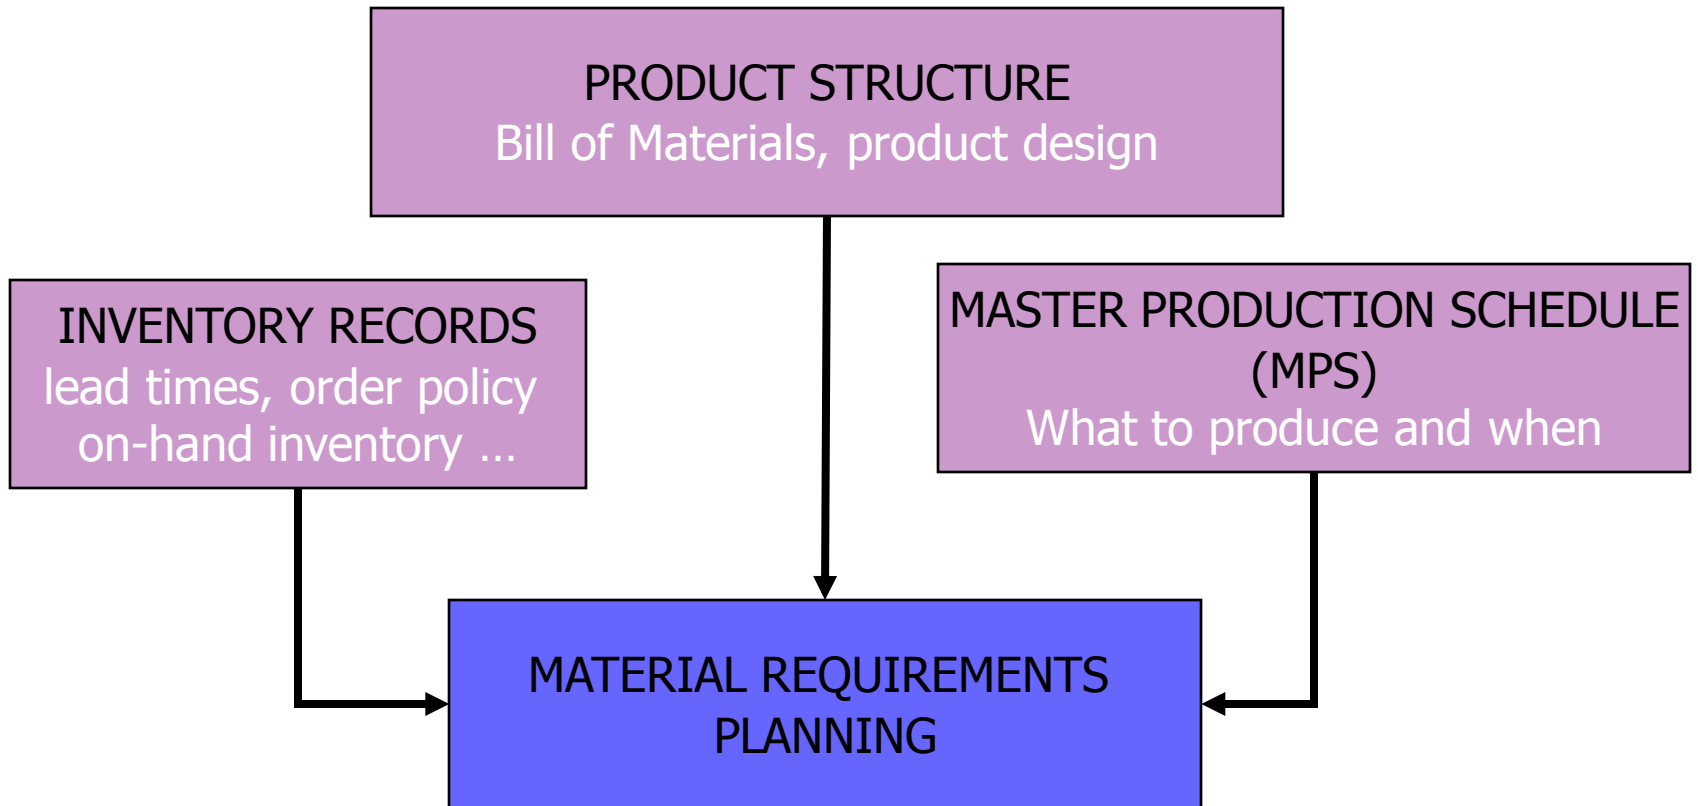 PRODUCT STRUCTURE
Bill of Materials, product design
INVENTORY RECORDS
lead times, order policy
on-hand inventory ...
MASTER PRODUCTION SCHEDULE
(MPS)
What to produce and when
MATERIAL REQUIREMENTS
PLANNING